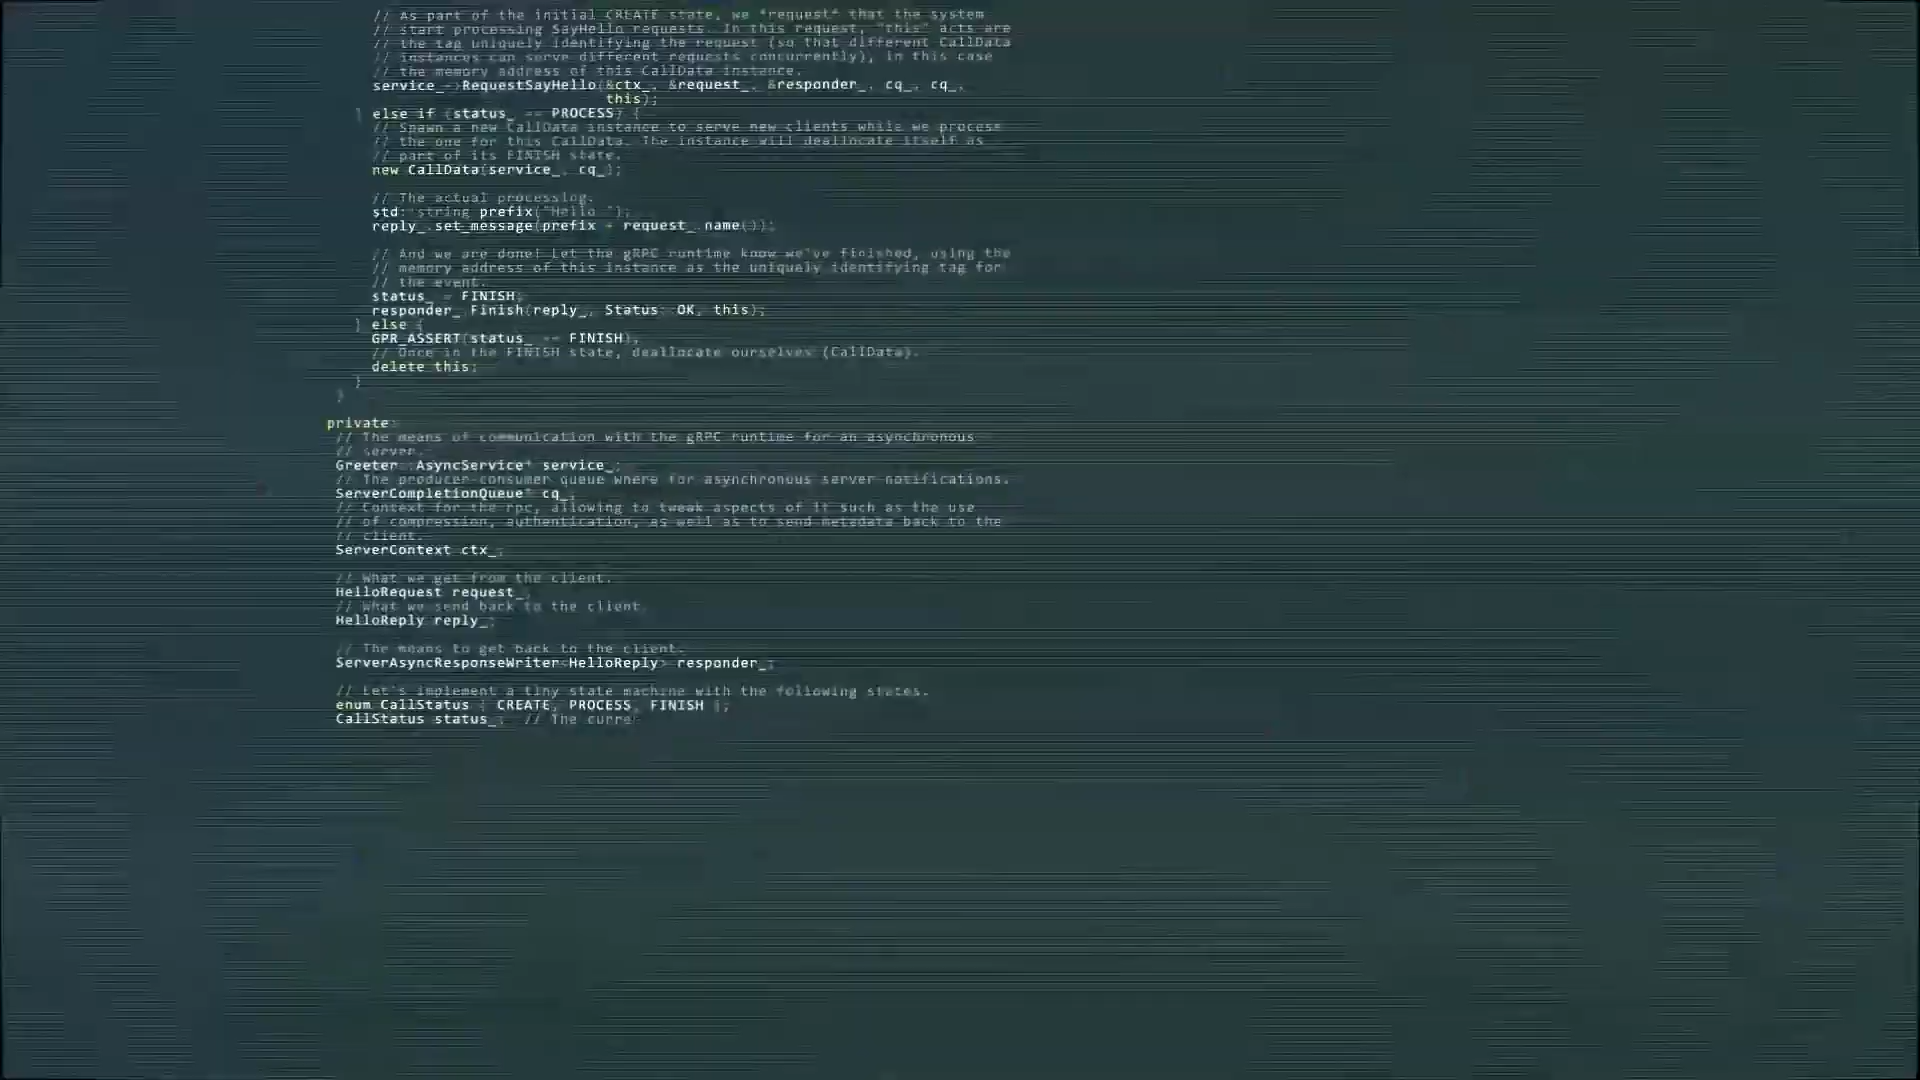 // As part of the initial CREATE state, we *request* that the system
// start processing SayHello requests. In this request, "this" acts are
// the tag uniquely identifying the request (so that different CallData
// instances can serve different requests concurrently), in this case
// the memory address of this CallData instance.
service_->RequestSayHello(&ctx_, &request_, &responder_, cq_, cq_,
this);
} else if (status_ == PROCESS) {
// Spawn a new CallData instance to serve new clients while we process
// the one for this CallData. The instance will deallocate itself as
// part of its FINISH state.
new CallData(service_, cq_);
// The actual processing.
std::string prefix("Hello ");
reply_.set_message(prefix + request_.name());
// And we are done! Let the gRPC runtime know we've finished, using the
// memory address of this instance as the uniquely identifying tag for
// the event.
status_ = FINISH;
responder_.Finish(reply_, Status::OK, this);
} else {
GPR_ASSERT(status_ == FINISH);
// Once in the FINISH state, deallocate ourselves (CallData).
delete this;
}
}
private:
// The means of communication with the gRPC runtime for an asynchronous
// server.
Greeter::AsyncService* service_;
// The producer-consumer queue where for asynchronous server notifications.
ServerCompletionQueue* cq_;
// Context for the rpc, allowing to tweak aspects of it such as the use
// of compression, authentication, as well as to send metadata back to the
// client.
ServerContext ctx_;
// What we get from the client.
HelloRequest request_;
// What we send back to the client.
HelloReply reply_;
// The means to get back to the client.
ServerAsyncResponseWriter<HelloReply> responder_;
// Let's implement a tiny state machine with the following states.
enum CallStatus { CREATE, PROCESS, FINISH };
CallStatus status_;  // The curre